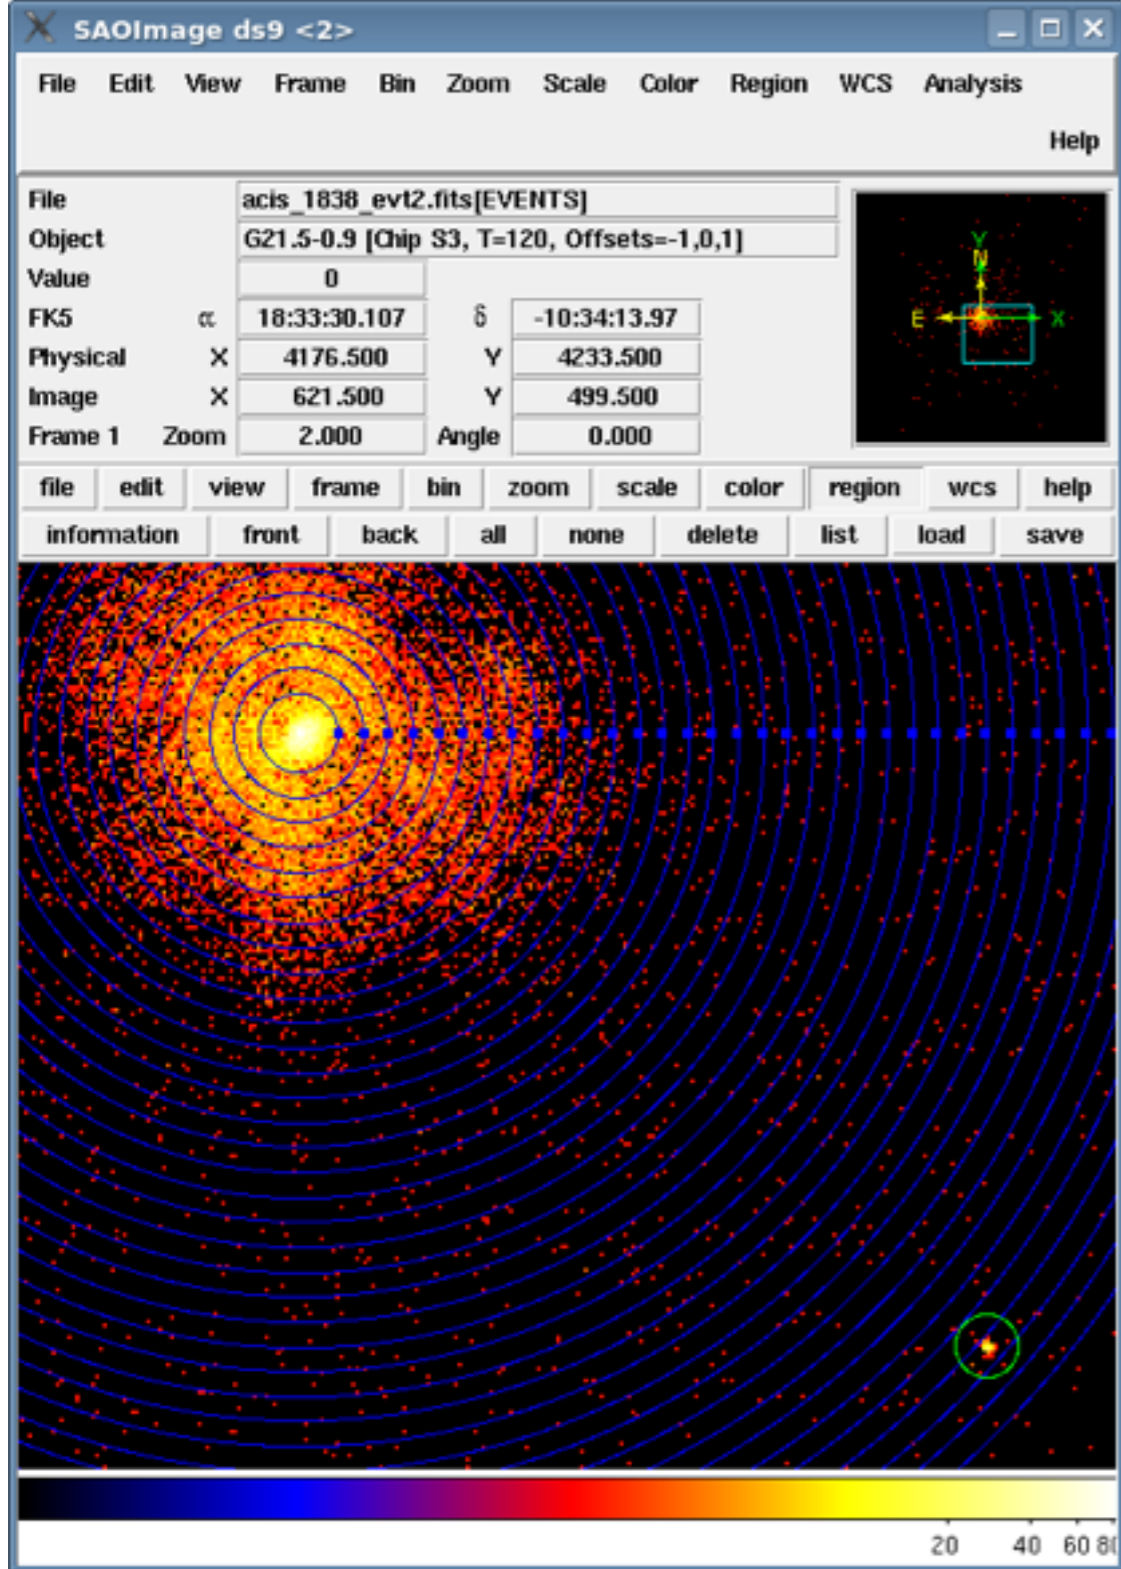 SAOImage ds9 <2>
File Edit View Frame Bin Zoom Scale Color Region WCS Analysis
Help
File acis_1838_evt2.fits[EVENTS]
Object G21.5-0.9 [Chip S3, T=120, Offsets=-1,0,1]
Value 0
FK5 α 18:33:30.107 δ -10:34:13.97
Physical X 4176.500 Y 4233.500
Image X 621.500 Y 499.500
Frame 1 Zoom 2.000 Angle 0.000
Y
N
E X
file edit view frame bin zoom scale color region wcs help
information front back all none delete list load save
20 40 60